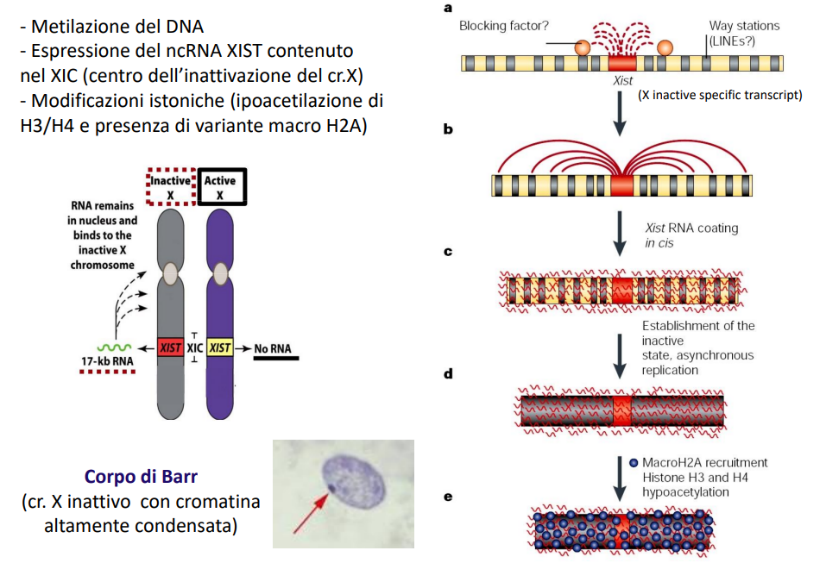 - Metilazione del DNA
- Espressione del ncRNA XIST contenuto
nel XIC (centro dell'inattivazione del cr.X)
- Modificazioni istoniche (ipoacetilazione di
H3/H4 e presenza di variante macro H2A)
Inactive
X
Active
X
RNA remains
in nucleus and
binds to the
inactive X
chromosome
XIST
XIC
XIST
No RNA
17-kb RNA
Corpo di Barr
(cr. X inattivo con cromatina
altamente condensata)
a
Blocking factor?
Way stations
(LINEs?)
Xist
(X inactive specific transcript)
b
Xist RNA coating
in cis
c
Establishment of the
inactive
state, asynchronous
replication
d
MacroH2A recruitment
Histone H3 and H4
hypoacetylation
e